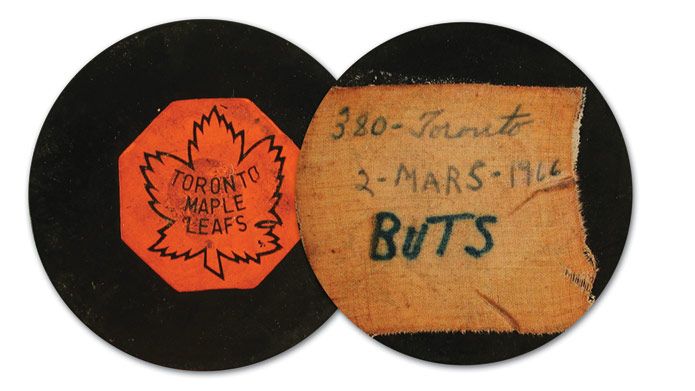 TORONTO
MAPLE
LEAFS
380-Toronto
2-MARS-1966
BUTS